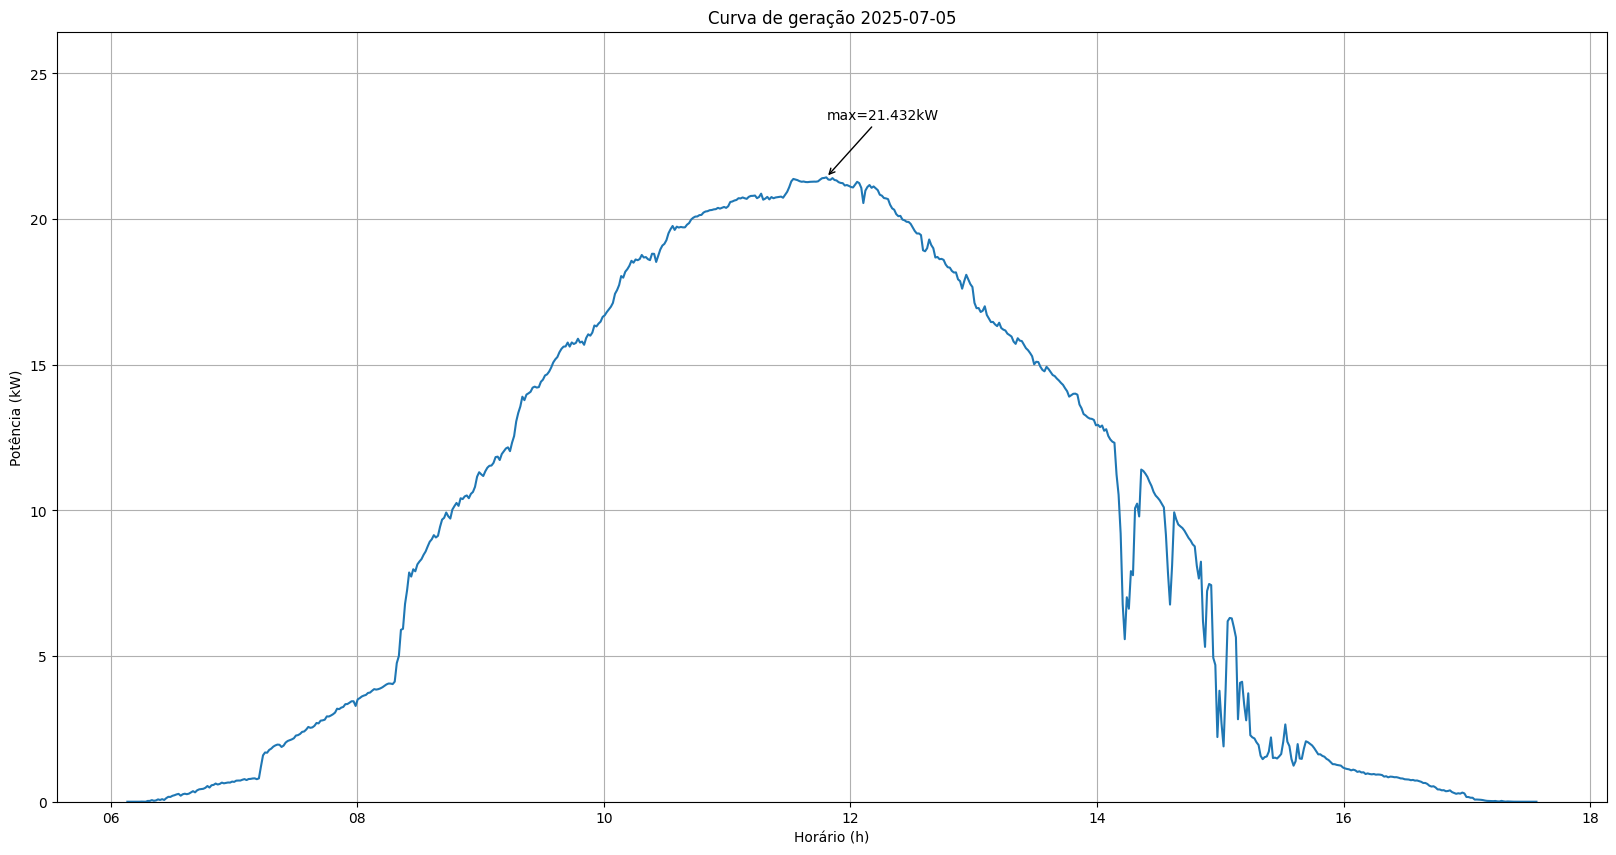 Curva de geração 2025-07-05
max=21.432kW
Potência (kW)
25
20
15
10
5
0
06 08 10 12 14 16 18
Horário (h)